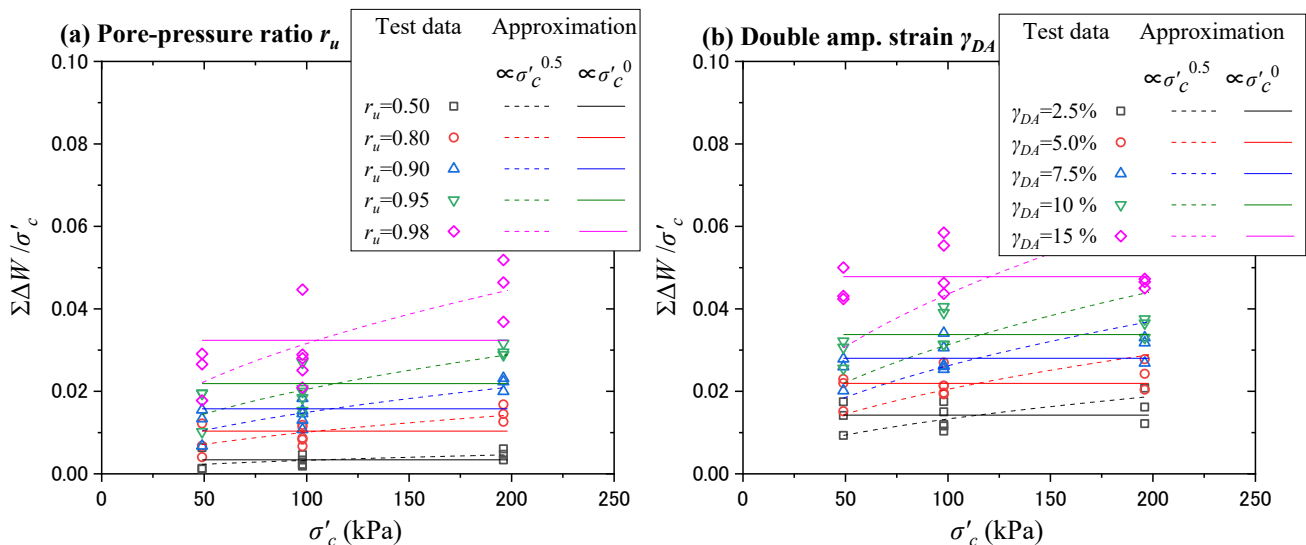 (a) Pore-pressure ratio r_u
Test data Approximation
∝σ′_c^0.5 ∝σ′_c^0
r_u=0.50
r_u=0.80
r_u=0.90
r_u=0.95
r_u=0.98
0.10
0.08
0.06
0.04
0.02
0.00
ΣΔW/σ′_c
0 50 100 150 200 250
σ′_c (kPa)
(b) Double amp. strain γ_DA
Test data Approximation
∝σ′_c^0.5 ∝σ′_c^0
γ_DA=2.5%
γ_DA=5.0%
γ_DA=7.5%
γ_DA=10 %
γ_DA=15 %
0.10
0.08
0.06
0.04
0.02
0.00
ΣΔW/σ′_c
0 50 100 150 200 250
σ′_c (kPa)